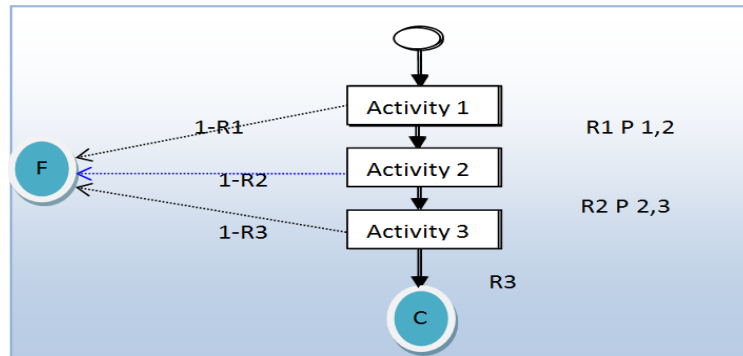 Activity 1
1-R1
R1 P 1,2
F
Activity 2
1-R2
R2 P 2,3
Activity 3
1-R3
R3
C